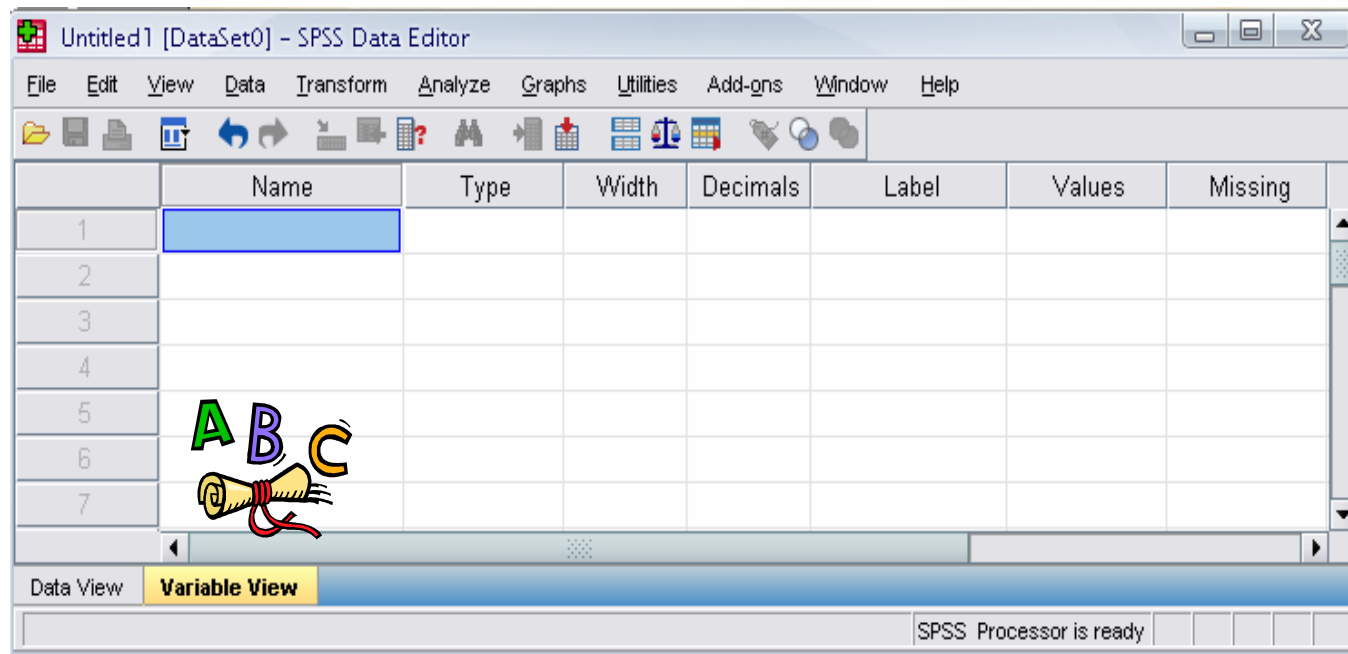 Untitled1 [DataSet0] - SPSS Data Editor
File Edit View Data Transform Analyze Graphs Utilities Add-ons Window Help
Name Type Width Decimals Label Values Missing
1
2
3
4
5
6
7
A B C
Data View Variable View
SPSS Processor is ready